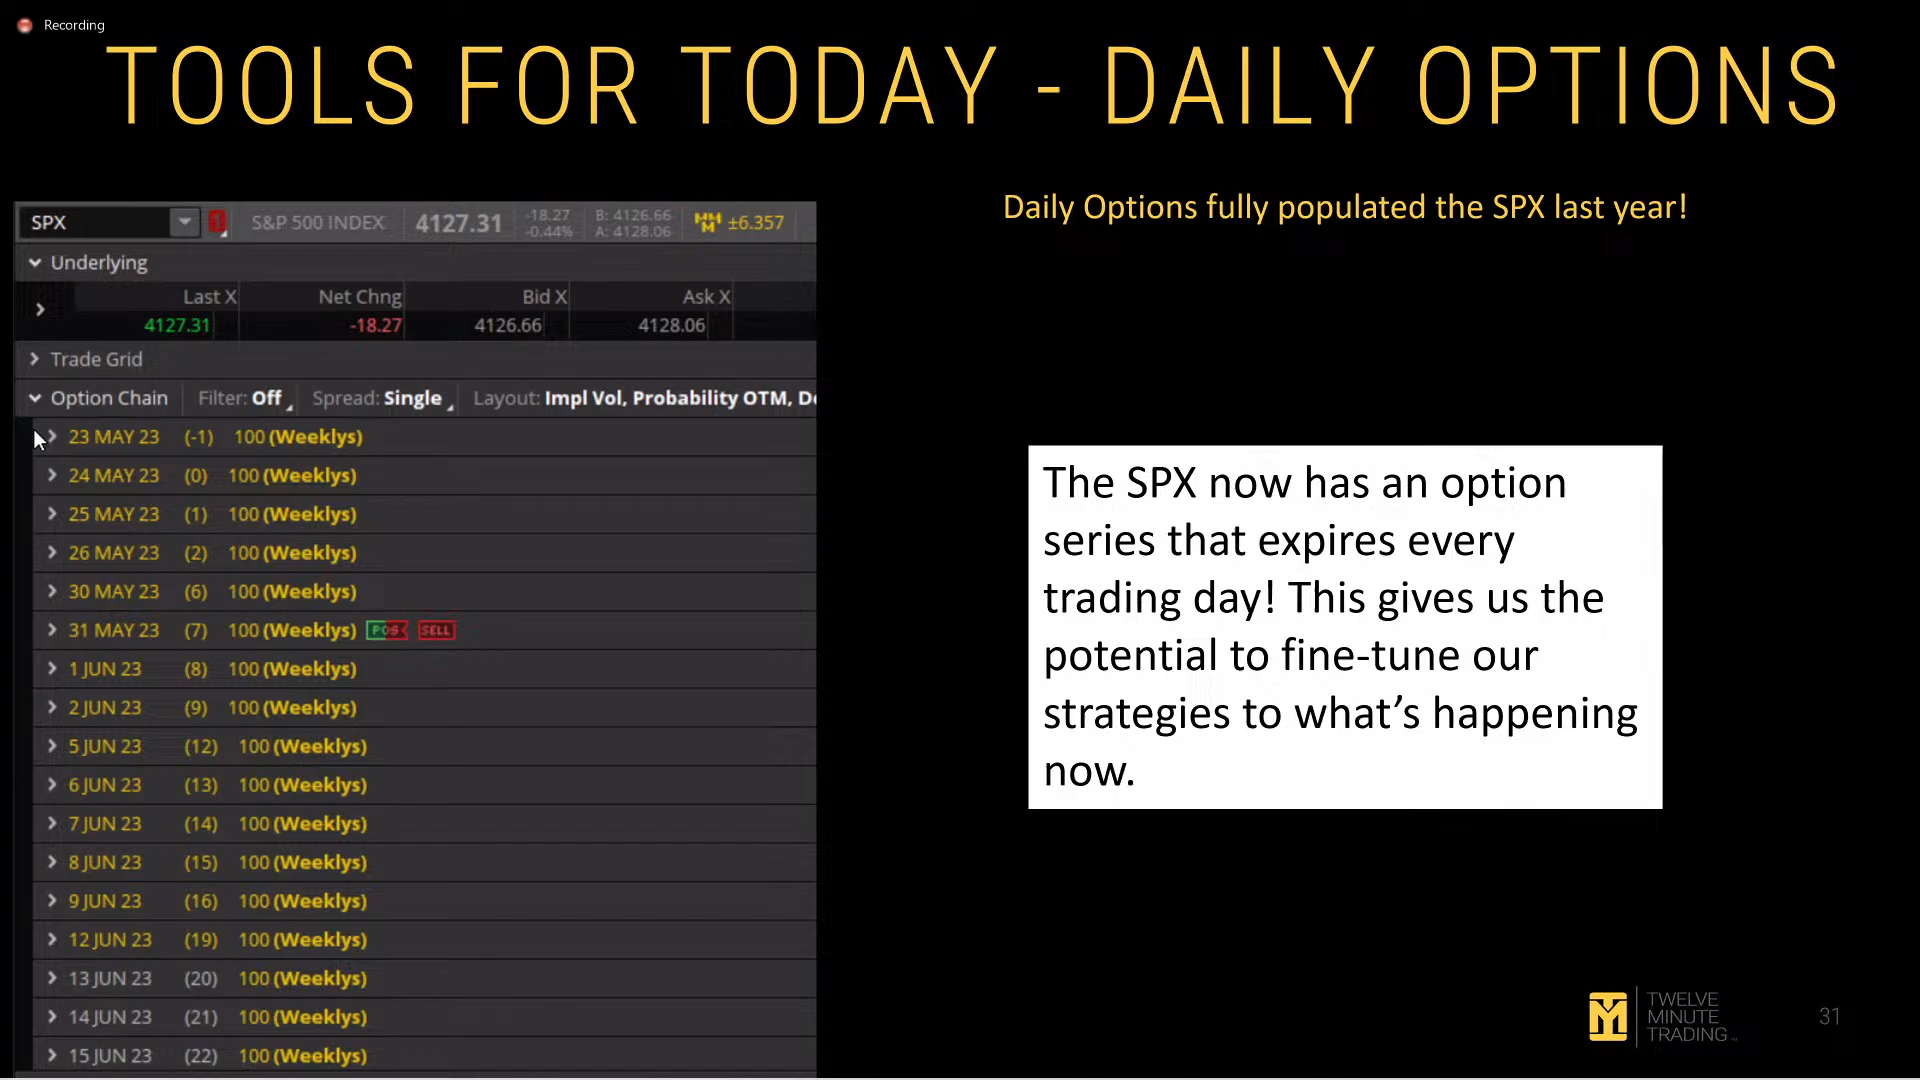 Recording
TOOLS FOR TODAY - DAILY OPTIONS
Daily Options fully populated the SPX last year!
SPX S&P 500 INDEX 4127.31 -18.27 -0.44% B: 4126.66 A: 4128.06 ±6.357
Underlying
Last X Net Chng Bid X Ask X
4127.31 -18.27 4126.66 4128.06
Trade Grid
Option Chain Filter: Off Spread: Single Layout: Impl Vol, Probability OTM, De
23 MAY 23 (-1) 100 (Weeklys)
24 MAY 23 (0) 100 (Weeklys)
25 MAY 23 (1) 100 (Weeklys)
26 MAY 23 (2) 100 (Weeklys)
30 MAY 23 (6) 100 (Weeklys)
31 MAY 23 (7) 100 (Weeklys) POS SELL
1 JUN 23 (8) 100 (Weeklys)
2 JUN 23 (9) 100 (Weeklys)
5 JUN 23 (12) 100 (Weeklys)
6 JUN 23 (13) 100 (Weeklys)
7 JUN 23 (14) 100 (Weeklys)
8 JUN 23 (15) 100 (Weeklys)
9 JUN 23 (16) 100 (Weeklys)
12 JUN 23 (19) 100 (Weeklys)
13 JUN 23 (20) 100 (Weeklys)
14 JUN 23 (21) 100 (Weeklys)
15 JUN 23 (22) 100 (Weeklys)
The SPX now has an option
series that expires every
trading day! This gives us the
potential to fine-tune our
strategies to what's happening
now.
TWELVE
MINUTE
TRADING
31